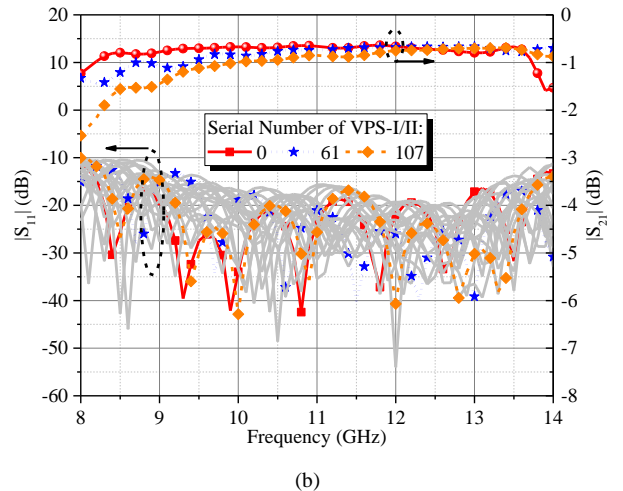 20
10
0
-10
-20
-30
-40
-50
-60
|S11| (dB)
Serial Number of VPS-I/II:
0 61 107
0
-1
-2
-3
-4
-5
-6
-7
-8
|S21| (dB)
8 9 10 11 12 13 14
Frequency (GHz)
(b)